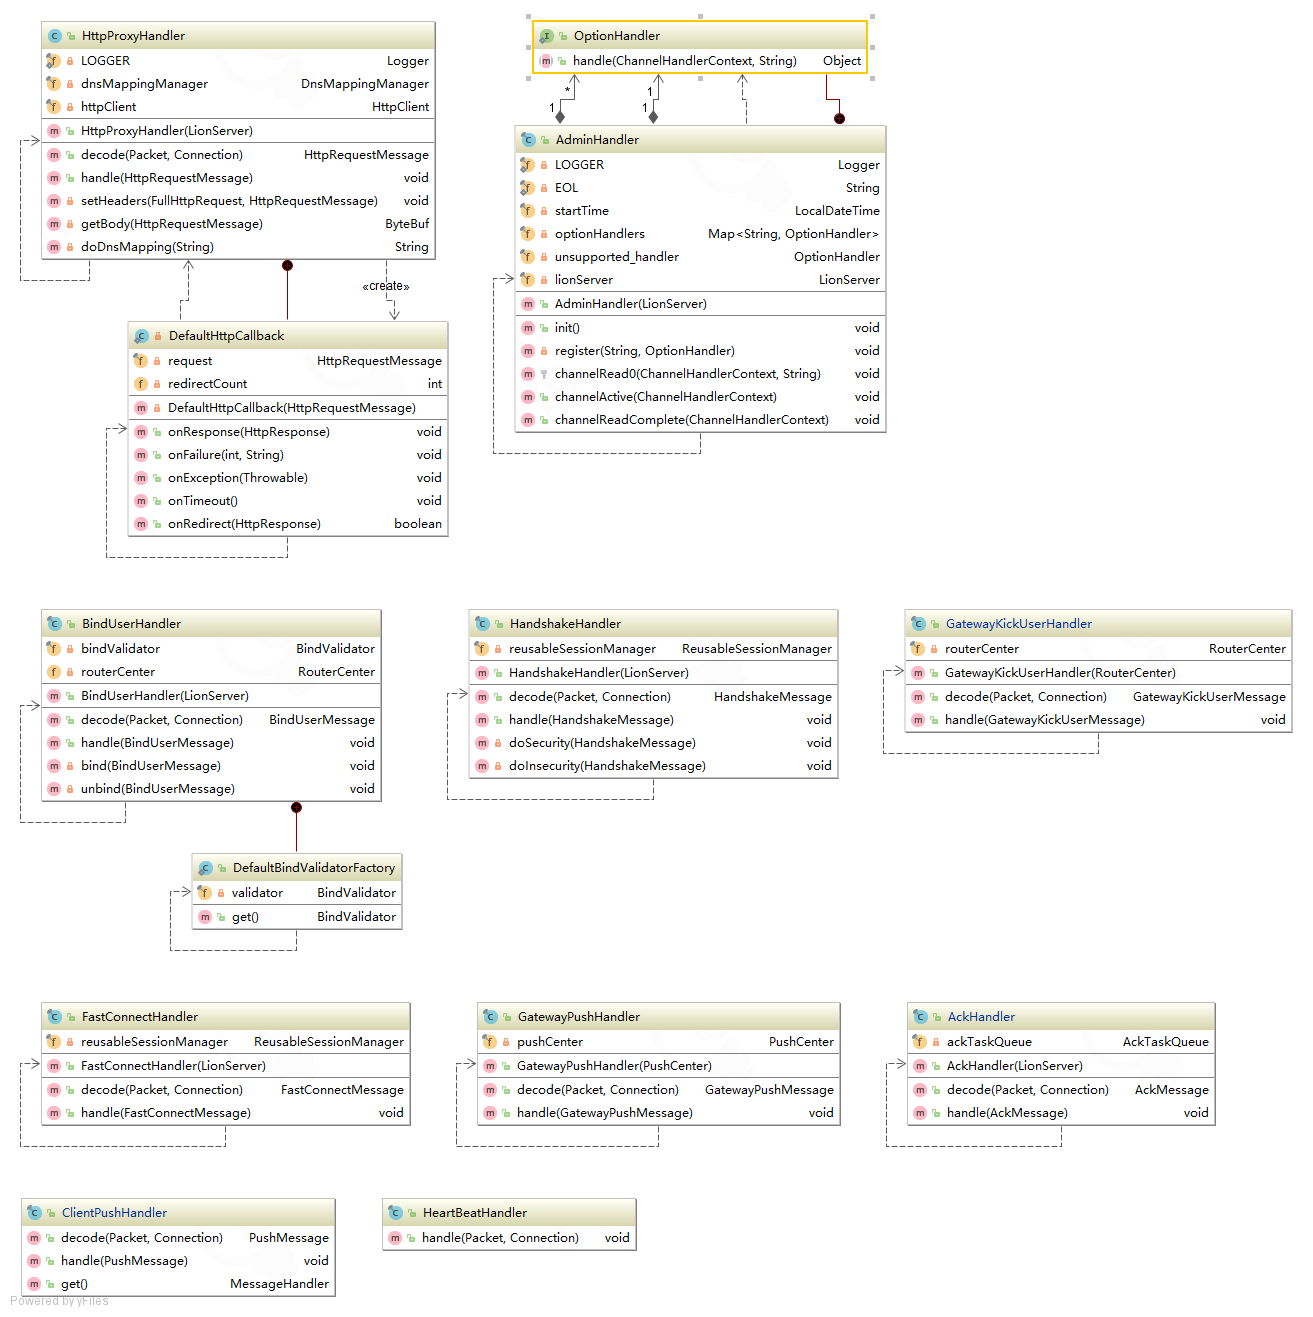 HttpProxyHandler
LOGGER Logger
dnsMappingManager DnsMappingManager
httpClient HttpClient
HttpProxyHandler(LionServer)
decode(Packet, Connection) HttpRequestMessage
handle(HttpRequestMessage) void
setHeaders(FullHttpRequest, HttpRequestMessage) void
getBody(HttpRequestMessage) ByteBuf
doDnsMapping(String) String
«create»
DefaultHttpCallback
request HttpRequestMessage
redirectCount int
DefaultHttpCallback(HttpRequestMessage)
onResponse(HttpResponse) void
onFailure(int, String) void
onException(Throwable) void
onTimeout() void
onRedirect(HttpResponse) boolean
OptionHandler
handle(ChannelHandlerContext, String) Object
* 1
1 1
AdminHandler
LOGGER Logger
EOL String
startTime LocalDateTime
optionHandlers Map<String, OptionHandler>
unsupported_handler OptionHandler
lionServer LionServer
AdminHandler(LionServer)
init() void
register(String, OptionHandler) void
channelRead0(ChannelHandlerContext, String) void
channelActive(ChannelHandlerContext) void
channelReadComplete(ChannelHandlerContext) void
BindUserHandler
bindValidator BindValidator
routerCenter RouterCenter
BindUserHandler(LionServer)
decode(Packet, Connection) BindUserMessage
handle(BindUserMessage) void
bind(BindUserMessage) void
unbind(BindUserMessage) void
DefaultBindValidatorFactory
validator BindValidator
get() BindValidator
HandshakeHandler
reusableSessionManager ReusableSessionManager
HandshakeHandler(LionServer)
decode(Packet, Connection) HandshakeMessage
handle(HandshakeMessage) void
doSecurity(HandshakeMessage) void
doInsecurity(HandshakeMessage) void
GatewayKickUserHandler
routerCenter RouterCenter
GatewayKickUserHandler(RouterCenter)
decode(Packet, Connection) GatewayKickUserMessage
handle(GatewayKickUserMessage) void
FastConnectHandler
reusableSessionManager ReusableSessionManager
FastConnectHandler(LionServer)
decode(Packet, Connection) FastConnectMessage
handle(FastConnectMessage) void
GatewayPushHandler
pushCenter PushCenter
GatewayPushHandler(PushCenter)
decode(Packet, Connection) GatewayPushMessage
handle(GatewayPushMessage) void
AckHandler
ackTaskQueue AckTaskQueue
AckHandler(LionServer)
decode(Packet, Connection) AckMessage
handle(AckMessage) void
ClientPushHandler
decode(Packet, Connection) PushMessage
handle(PushMessage) void
get() MessageHandler
HeartBeatHandler
handle(Packet, Connection) void
Powered by yFiles